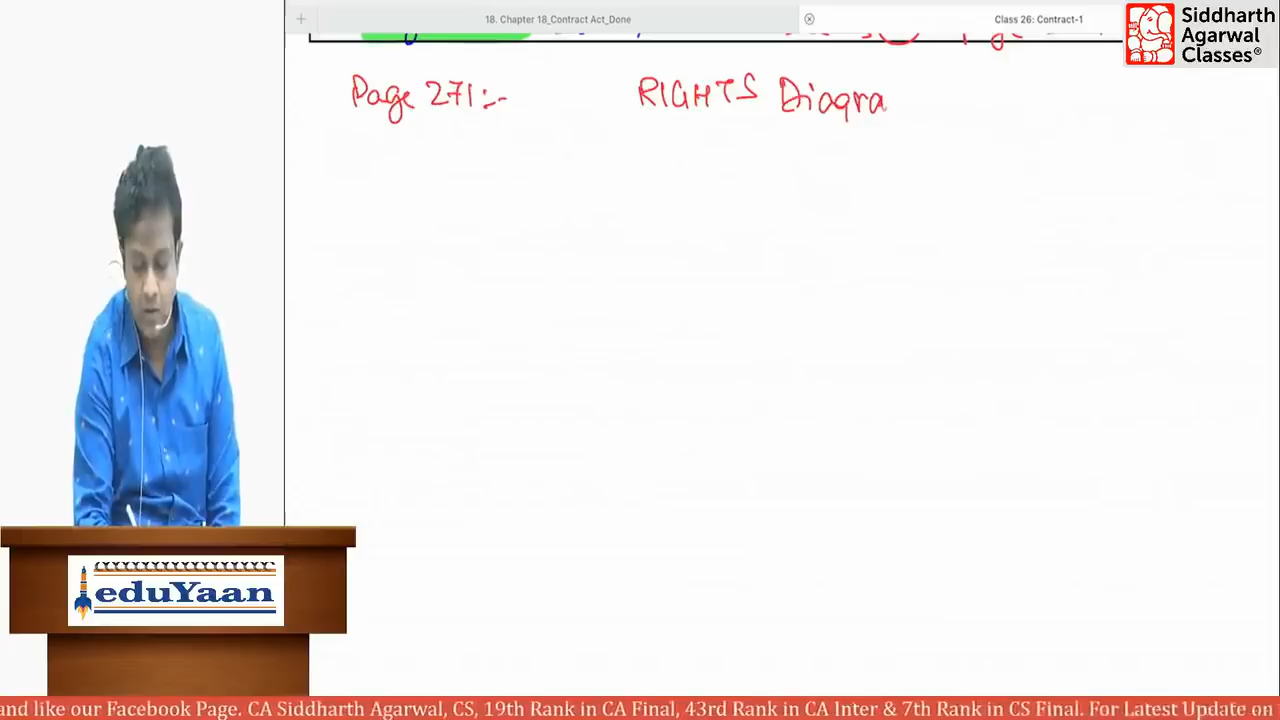 18. Chapter 18_Contract Act_Done
Class 26: Contract-1
Siddharth
Agarwal
Classes®
Page 271:-
RIGHTS Diagra
eduYaan
and like our Facebook Page. CA Siddharth Agarwal, CS, 19th Rank in CA Final, 43rd Rank in CA Inter & 7th Rank in CS Final. For Latest Update on